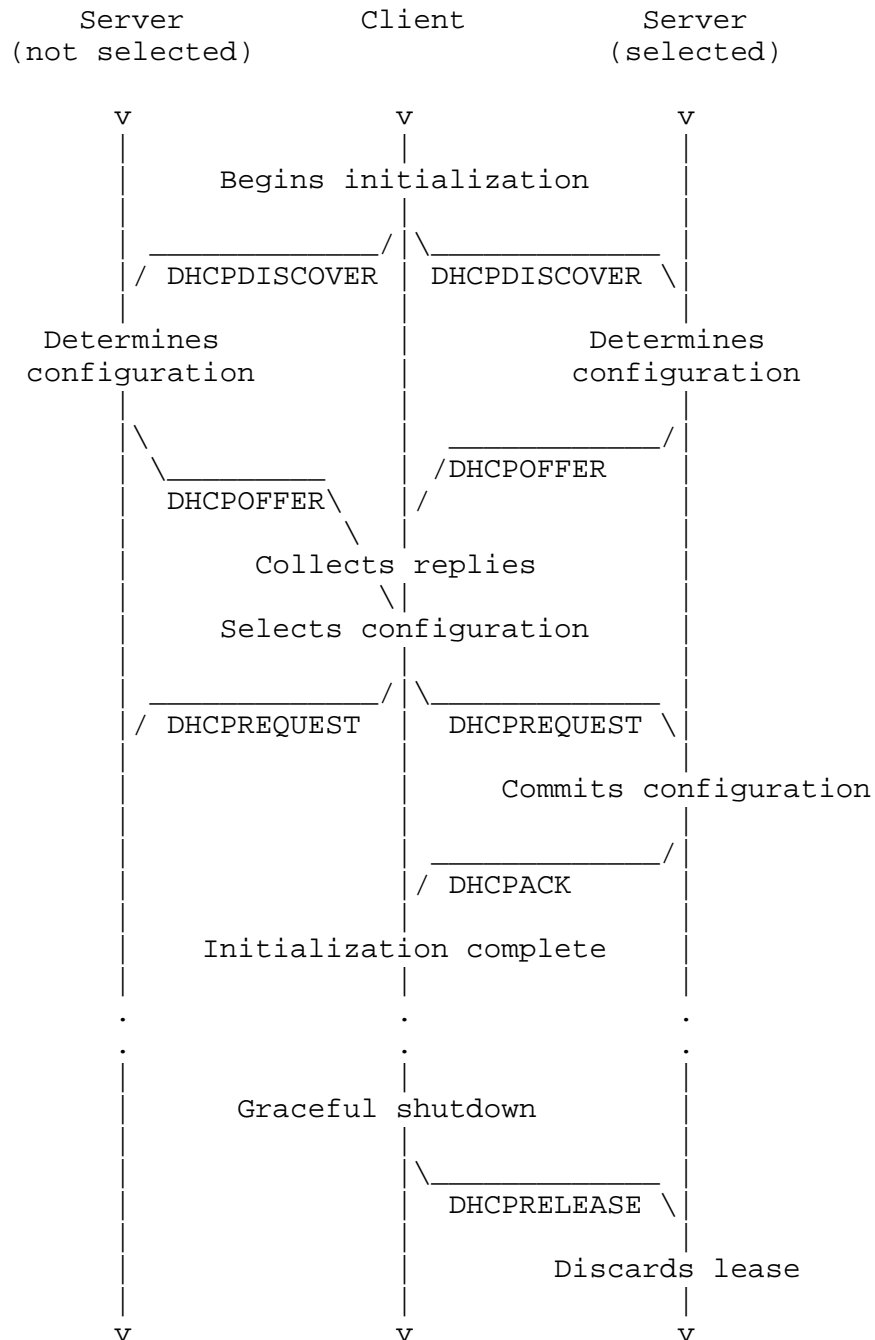 Server Client Server
(not selected) (selected)
v v v
Begins initialization
DHCPDISCOVER DHCPDISCOVER
Determines Determines
configuration configuration
DHCPOFFER
DHCPOFFER
Collects replies
Selects configuration
DHCPREQUEST DHCPREQUEST
Commits configuration
DHCPACK
Initialization complete
. . .
. . .
Graceful shutdown
DHCPRELEASE
Discards lease
v v v